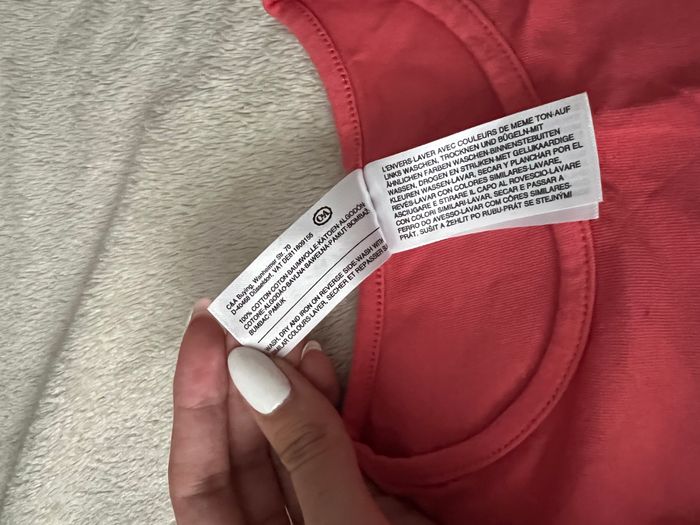 C&A
C&A Buying, Wanheimer Str. 70
D-40468 Düsseldorf, VAT DE811609155
100% COTTON-COTON-BAUMWOLLE-KATOEN-ALGODÓN
COTONE-ALGODÃO-BAVLNA-BAWEŁNA-PAMUT-BOMBAŽ
BUMBAC-PAMUK
WASH, DRY AND IRON ON REVERSE SIDE-WASH WITH
SIMILAR COLOURS-LAVER, SÉCHER ET REPASSER S
L'ENVERS-LAVER AVEC COULEURS DE MEME TON-AUF
LINKS WASCHEN, TROCKNEN UND BÜGELN-MIT
ÄHNLICHEN FARBEN WASCHEN-BINNENSTEBUITEN
WASSEN, DROGEN EN STRIJKEN-MET GELIJKAARDIGE
KLEUREN WASSEN-LAVAR, SECAR Y PLANCHAR POR EL
REVES-LAVAR CON COLORES SIMILARES-LAVARE,
ASCIUGARE E STIRARE IL CAPO AL ROVESCIO-LAVARE
CON COLORI SIMILARI-LAVAR, SECAR E PASSAR A
FERRO DO AVESSO-LAVAR COM CÔRES SIMILARES-
PRÁT, SUŠIT A ŽEHLIT PO RUBU-PRÁT SE STEJNÝMI